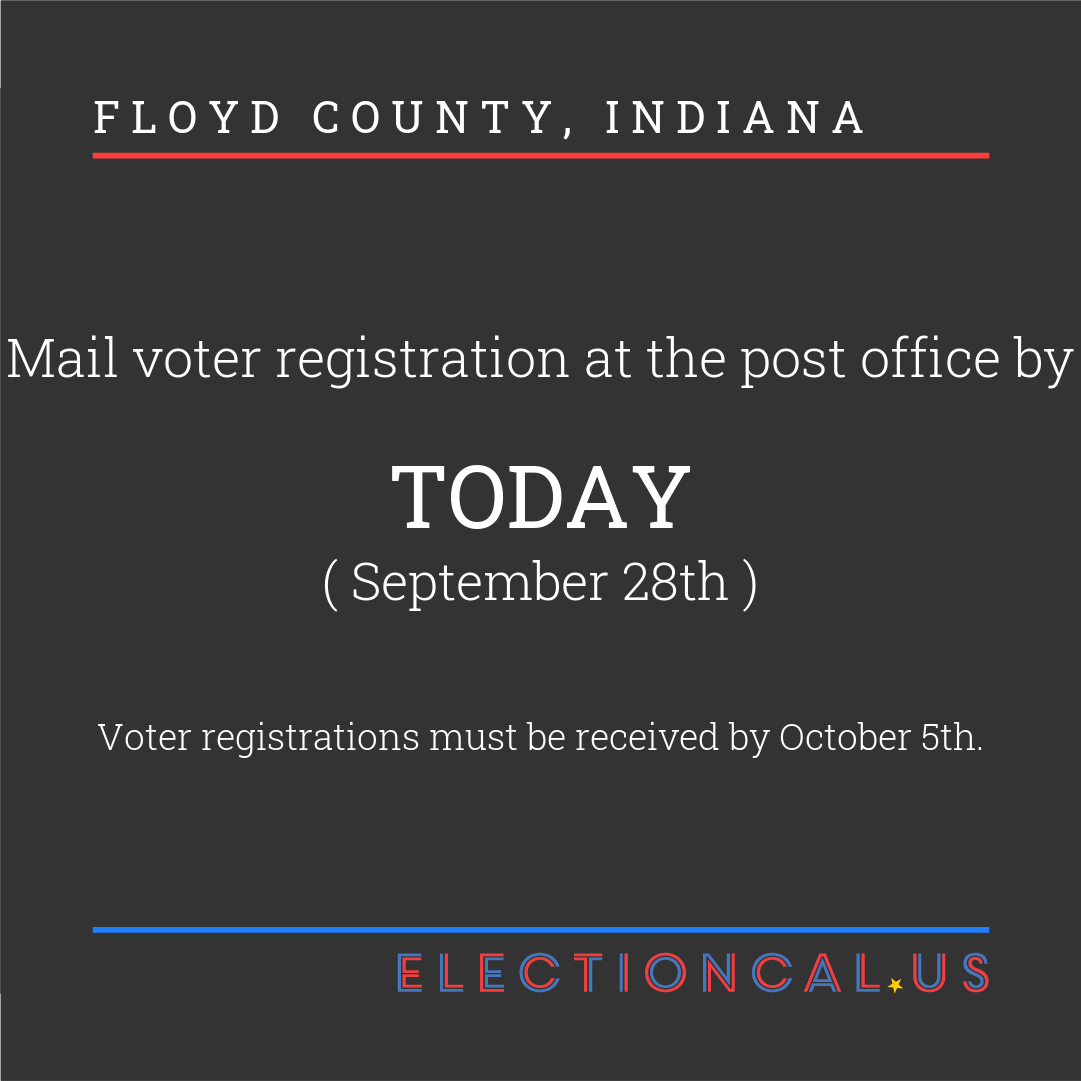 FLOYD COUNTY, INDIANA
Mail voter registration at the post office by
TODAY
( September 28th )
Voter registrations must be received by October 5th.
ELECTIONCAL.US